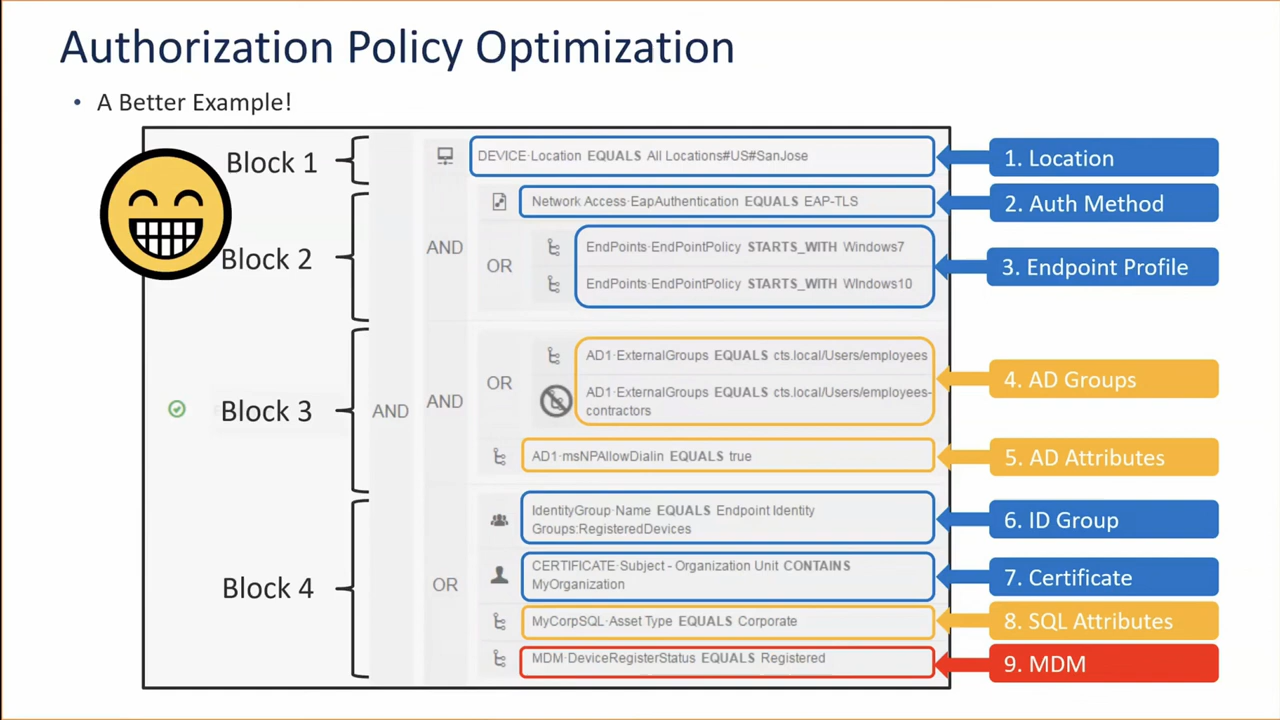 Authorization Policy Optimization
• A Better Example!
Block 1
DEVICE·Location EQUALS All Locations#US#SanJose
1. Location
Block 2
AND
Network Access·EapAuthentication EQUALS EAP-TLS
2. Auth Method
OR
EndPoints·EndPointPolicy STARTS_WITH Windows7
EndPoints·EndPointPolicy STARTS_WITH WIndows10
3. Endpoint Profile
Block 3
AND
AND
OR
AD1·ExternalGroups EQUALS cts.local/Users/employees
AD1·ExternalGroups EQUALS cts.local/Users/employees-
contractors
4. AD Groups
AD1·msNPAllowDialin EQUALS true
5. AD Attributes
Block 4
OR
IdentityGroup·Name EQUALS Endpoint Identity
Groups:RegisteredDevices
6. ID Group
CERTIFICATE·Subject - Organization Unit CONTAINS
MyOrganization
7. Certificate
MyCorpSQL·Asset Type EQUALS Corporate
8. SQL Attributes
MDM·DeviceRegisterStatus EQUALS Registered
9. MDM